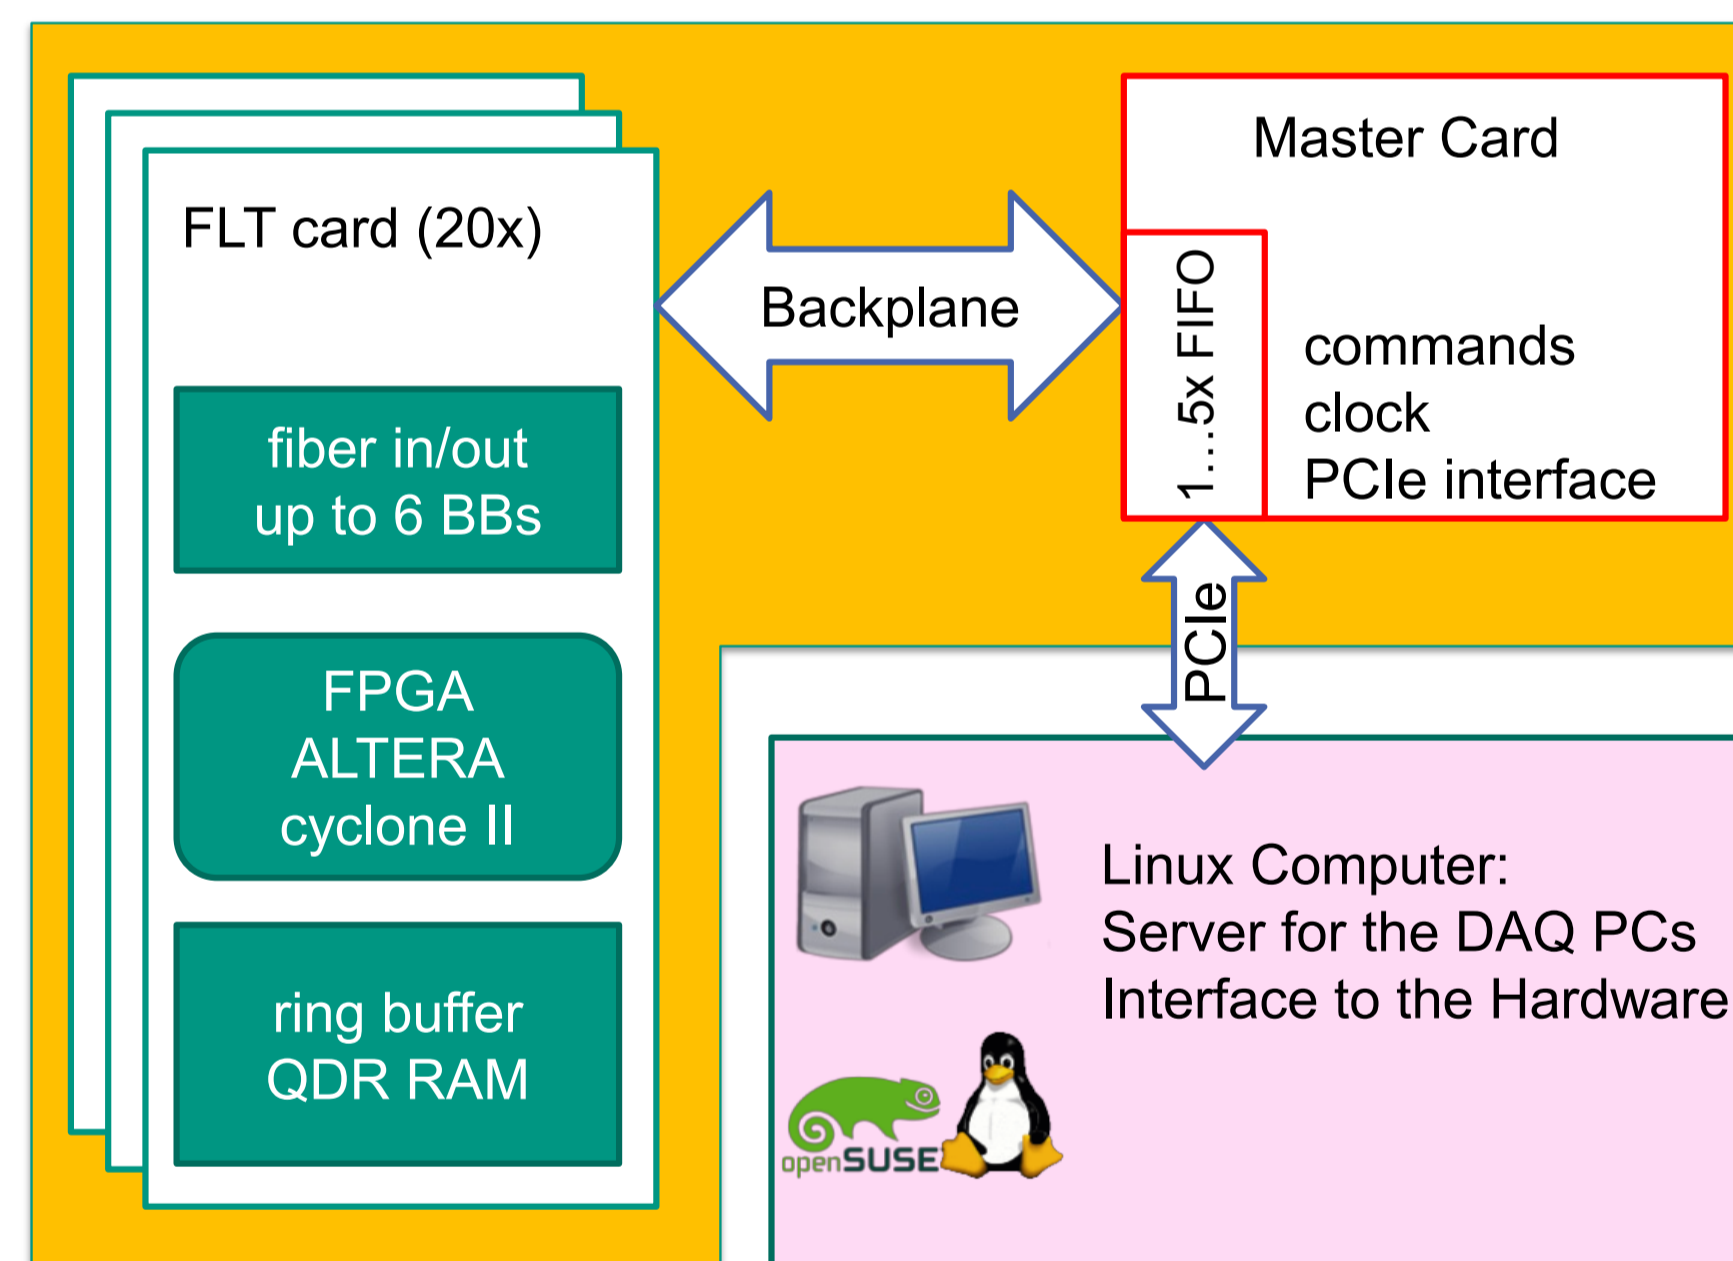 FLT card (20x)
fiber in/out
up to 6 BBs
FPGA
ALTERA
cyclone II
ring buffer
QDR RAM
Backplane
Master Card
1...5x FIFO
commands
clock
PCIe interface
PCIe
Linux Computer:
Server for the DAQ PCs
Interface to the Hardware
openSUSE